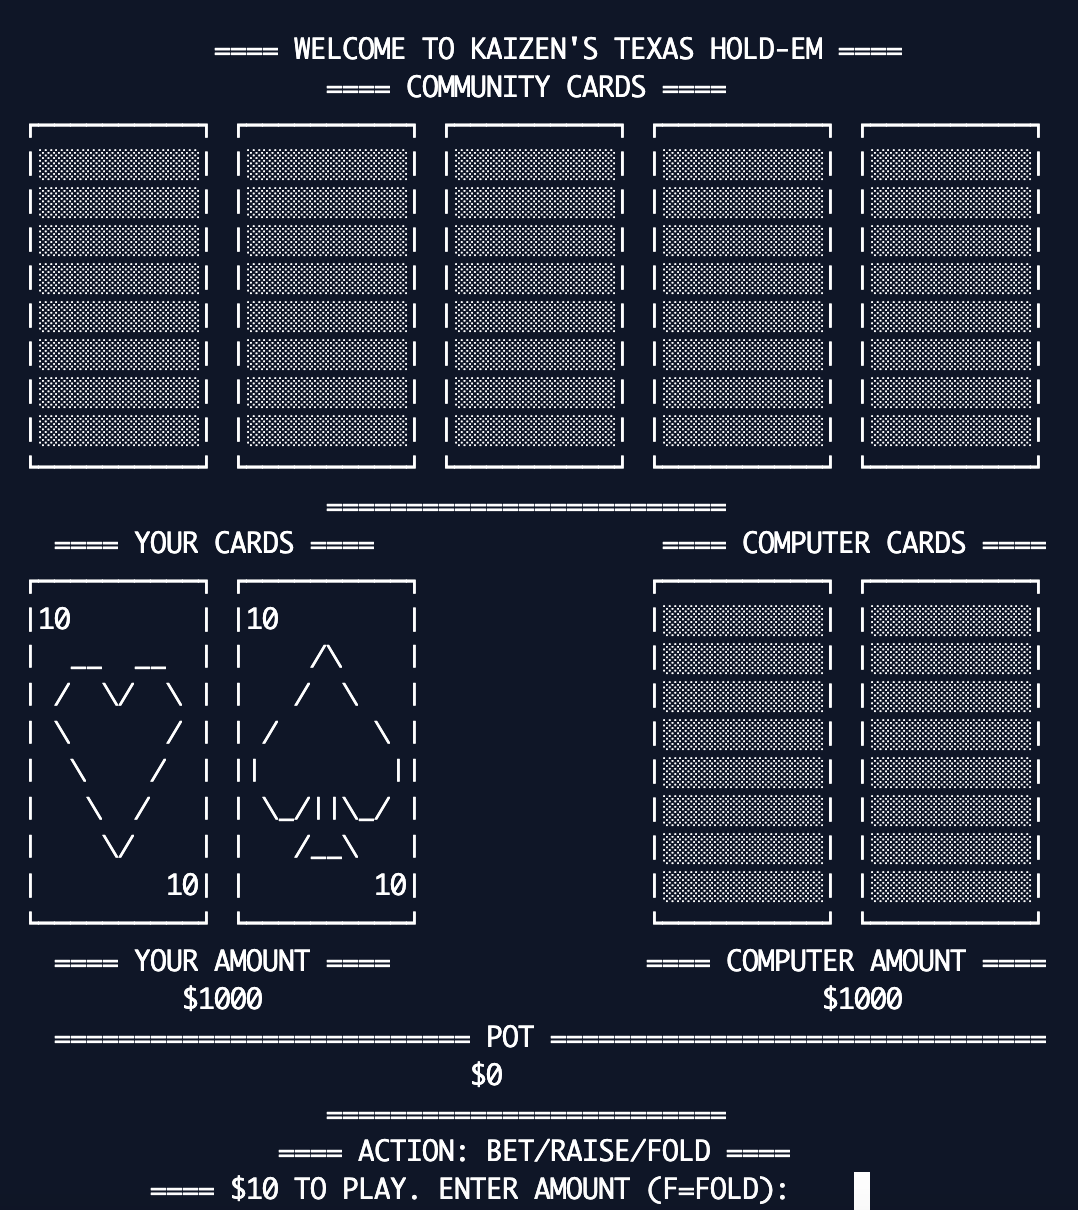 ==== WELCOME TO KAIZEN'S TEXAS HOLD-EM ====
==== COMMUNITY CARDS ====
=========================
==== YOUR CARDS ==== ==== COMPUTER CARDS ====
10 10
10 10
==== YOUR AMOUNT ==== ==== COMPUTER AMOUNT ====
$1000 $1000
========================== POT ===============================
$0
=========================
==== ACTION: BET/RAISE/FOLD ====
==== $10 TO PLAY. ENTER AMOUNT (F=FOLD):